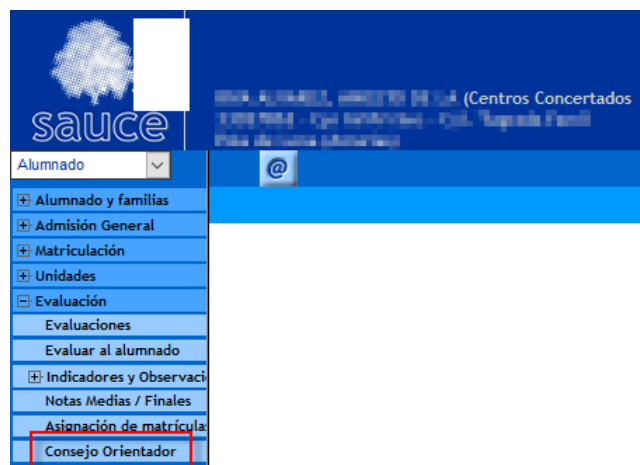 sauce
(Centros Concertados
Alumnado
@
Alumnado y familias
Admisión General
Matriculación
Unidades
Evaluación
Evaluaciones
Evaluar al alumnado
Indicadores y Observaci
Notas Medias / Finales
Asignación de matrícula
Consejo Orientador